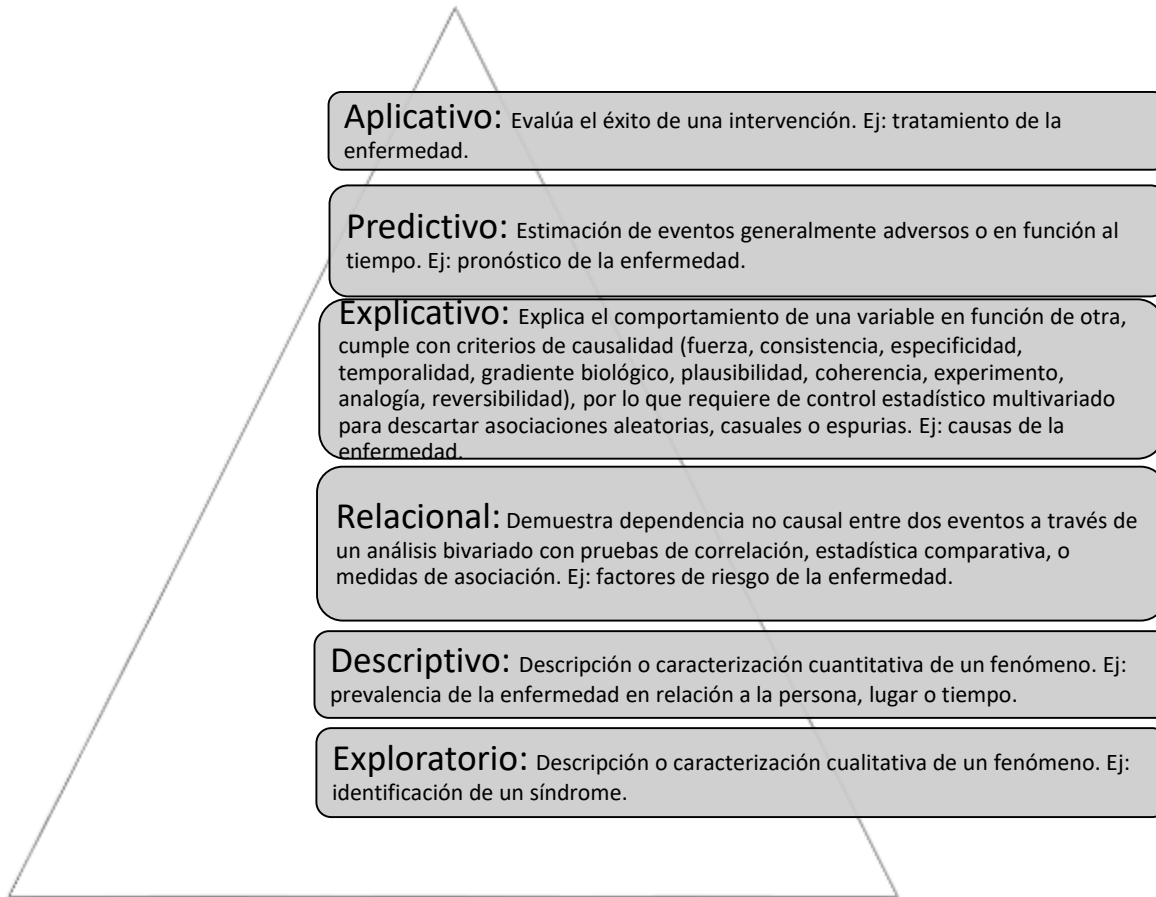 Aplicativo: Evalúa el éxito de una intervención. Ej: tratamiento de la
enfermedad.
Predictivo: Estimación de eventos generalmente adversos o en función al
tiempo. Ej: pronóstico de la enfermedad.
Explicativo: Explica el comportamiento de una variable en función de otra,
cumple con criterios de causalidad (fuerza, consistencia, especificidad,
temporalidad, gradiente biológico, plausibilidad, coherencia, experimento,
analogía, reversibilidad), por lo que requiere de control estadístico multivariado
para descartar asociaciones aleatorias, casuales o espurias. Ej: causas de la
enfermedad.
Relacional: Demuestra dependencia no causal entre dos eventos a través de
un análisis bivariado con pruebas de correlación, estadística comparativa, o
medidas de asociación. Ej: factores de riesgo de la enfermedad.
Descriptivo: Descripción o caracterización cuantitativa de un fenómeno. Ej:
prevalencia de la enfermedad en relación a la persona, lugar o tiempo.
Exploratorio: Descripción o caracterización cualitativa de un fenómeno. Ej:
identificación de un síndrome.